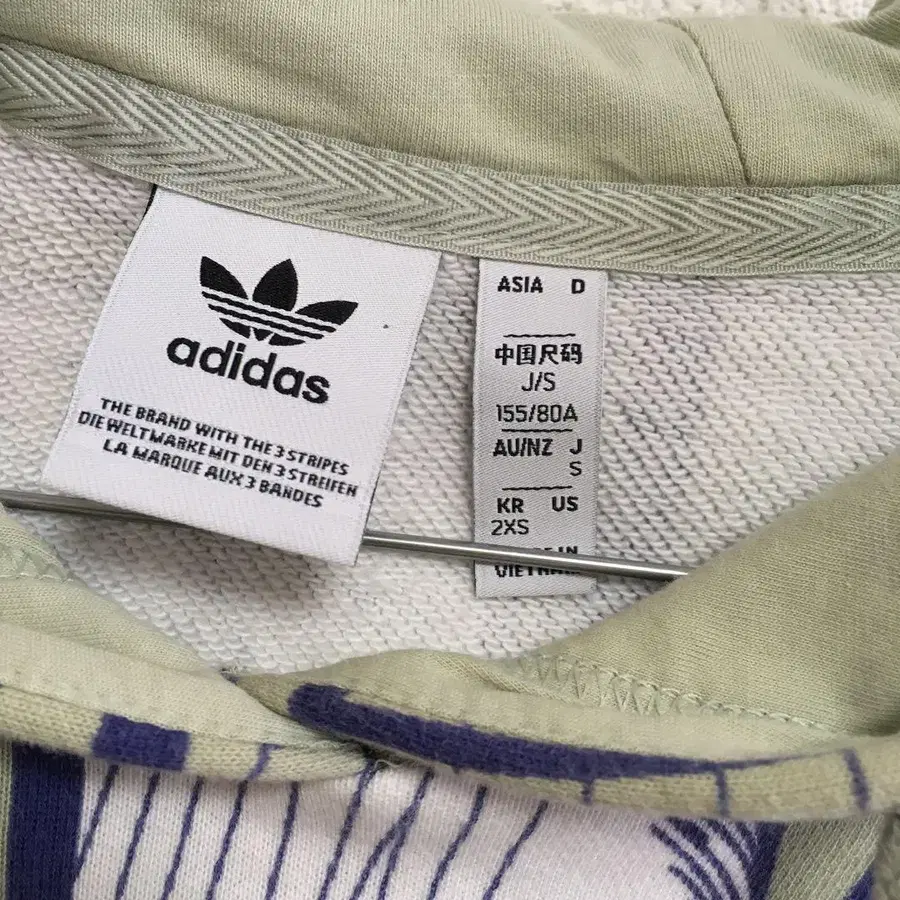 adidas
THE BRAND WITH THE 3 STRIPES
DIE WELTMARKE MIT DEN 3 STREIFEN
LA MARQUE AUX 3 BANDES
ASIA D
中国尺码
J/S
155/80A
AU/NZ J
S
KR US
2XS
IN